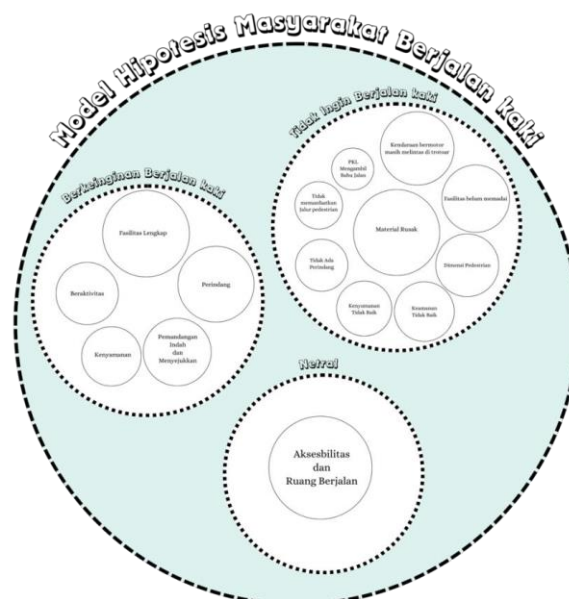 Model Hipotesis Masyarakat Berjalan kaki
Berkeinginan Berjalan kaki
Fasilitas Lengkap
Beraktivitas
Perindang
Kenyamanan
Pemandangan
Indah
dan
Menyejukkan
Tidak Ingin Berjalan kaki
Kendaraan bermotor
masih melintas di trotoar
PKL
Mengambil
Bahu Jalan
Tidak
memanfaatkan
Jalur pedestrian
Fasilitas belum memadai
Material Rusak
Tidak Ada
Perindang
Dimensi Pedestrian
Kenyamanan
Tidak Baik
Keamanan
Tidak Baik
Netral
Aksesbilitas
dan
Ruang Berjalan